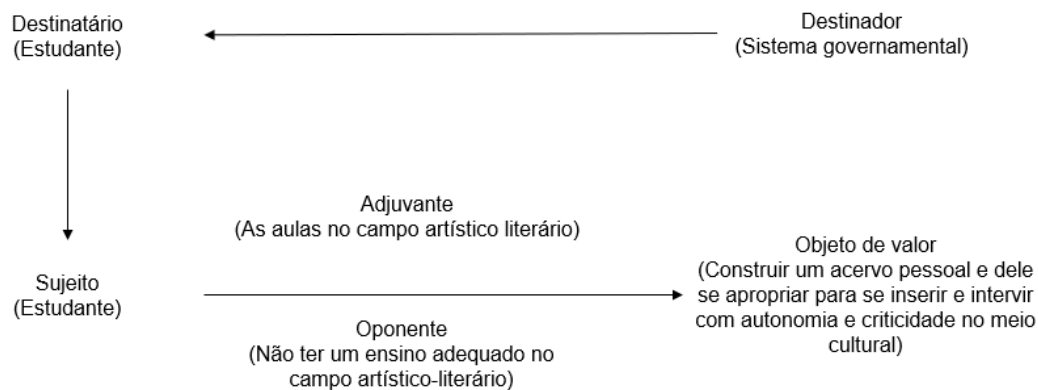 Destinatário
(Estudante)
Destinador
(Sistema governamental)
Adjuvante
(As aulas no campo artístico literário)
Sujeito
(Estudante)
Objeto de valor
(Construir um acervo pessoal e dele
se apropriar para se inserir e intervir
com autonomia e criticidade no meio
cultural)
Oponente
(Não ter um ensino adequado no
campo artístico-literário)